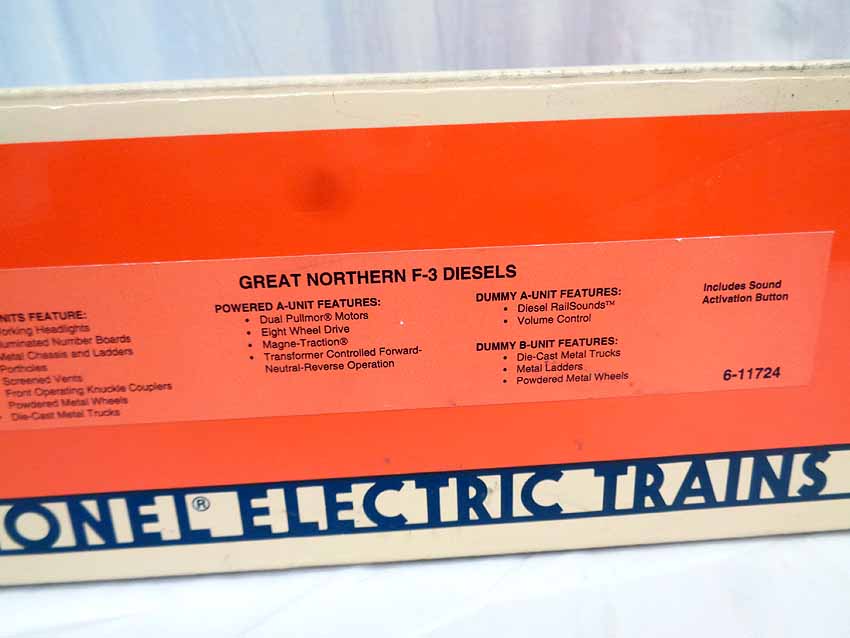 GREAT NORTHERN F-3 DIESELS
NITS FEATURE:
orking Headlights
uminated Number Boards
etal Chassis and Ladders
Portholes
Screened Vents
Front Operating Knuckle Couplers
Powdered Metal Wheels
• Die-Cast Metal Trucks
POWERED A-UNIT FEATURES:
• Dual Pullmor® Motors
• Eight Wheel Drive
• Magne-Traction®
• Transformer Controlled Forward-
Neutral-Reverse Operation
DUMMY A-UNIT FEATURES:
• Diesel RailSounds™
• Volume Control
DUMMY B-UNIT FEATURES:
• Die-Cast Metal Trucks
• Metal Ladders
• Powdered Metal Wheels
Includes Sound
Activation Button
6-11724
ONEL® ELECTRIC TRAINS